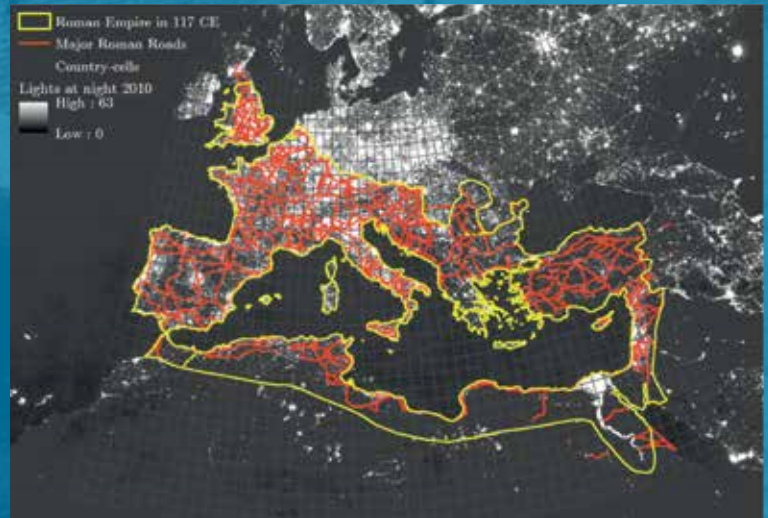 Roman Empire in 117 CE
Major Roman Roads
Country-cells
Lights at night 2010
High : 63
Low : 0